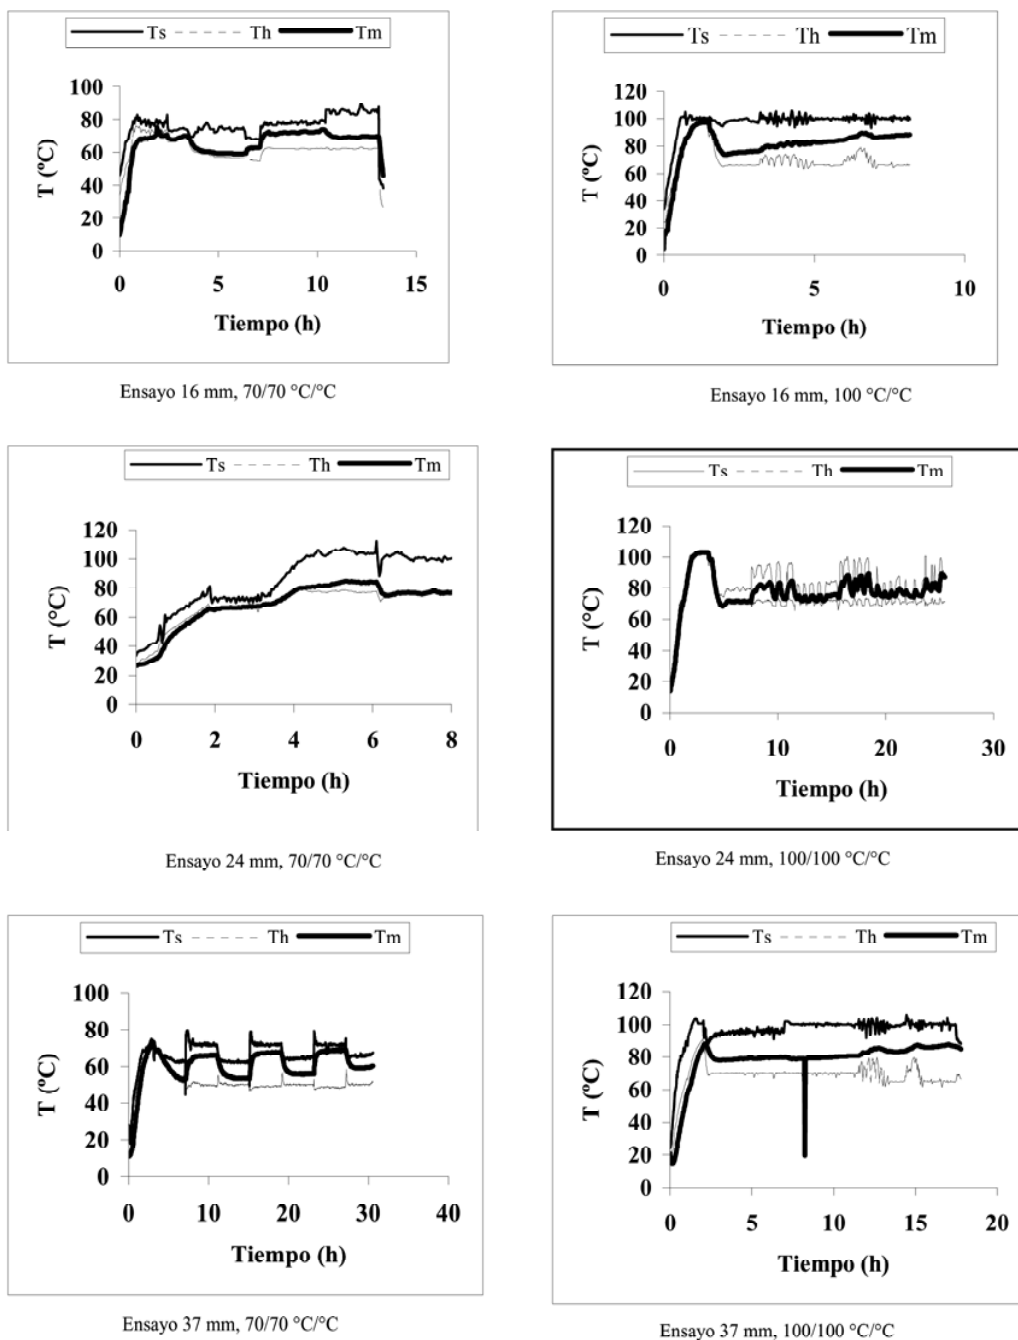 Ts Th Tm
100
80
60
40
20
0
T (ºC)
0 5 10 15
Tiempo (h)
Ensayo 16 mm, 70/70 °C/°C
Ts Th Tm
120
100
80
60
40
20
0
T (ºC)
0 5 10
Tiempo (h)
Ensayo 16 mm, 100 °C/°C
Ts Th Tm
120
100
80
60
40
20
0
T (°C)
0 2 4 6 8
Tiempo (h)
Ensayo 24 mm, 70/70 °C/°C
Ts Th Tm
120
100
80
60
40
20
0
T (°C)
0 10 20 30
Tiempo (h)
Ensayo 24 mm, 100/100 °C/°C
Ts Th Tm
100
80
60
40
20
0
T (ºC)
0 10 20 30 40
Tiempo (h)
Ensayo 37 mm, 70/70 °C/°C
Ts Th Tm
120
100
80
60
40
20
0
T (ºC)
0 5 10 15 20
Tiempo (h)
Ensayo 37 mm, 100/100 °C/°C